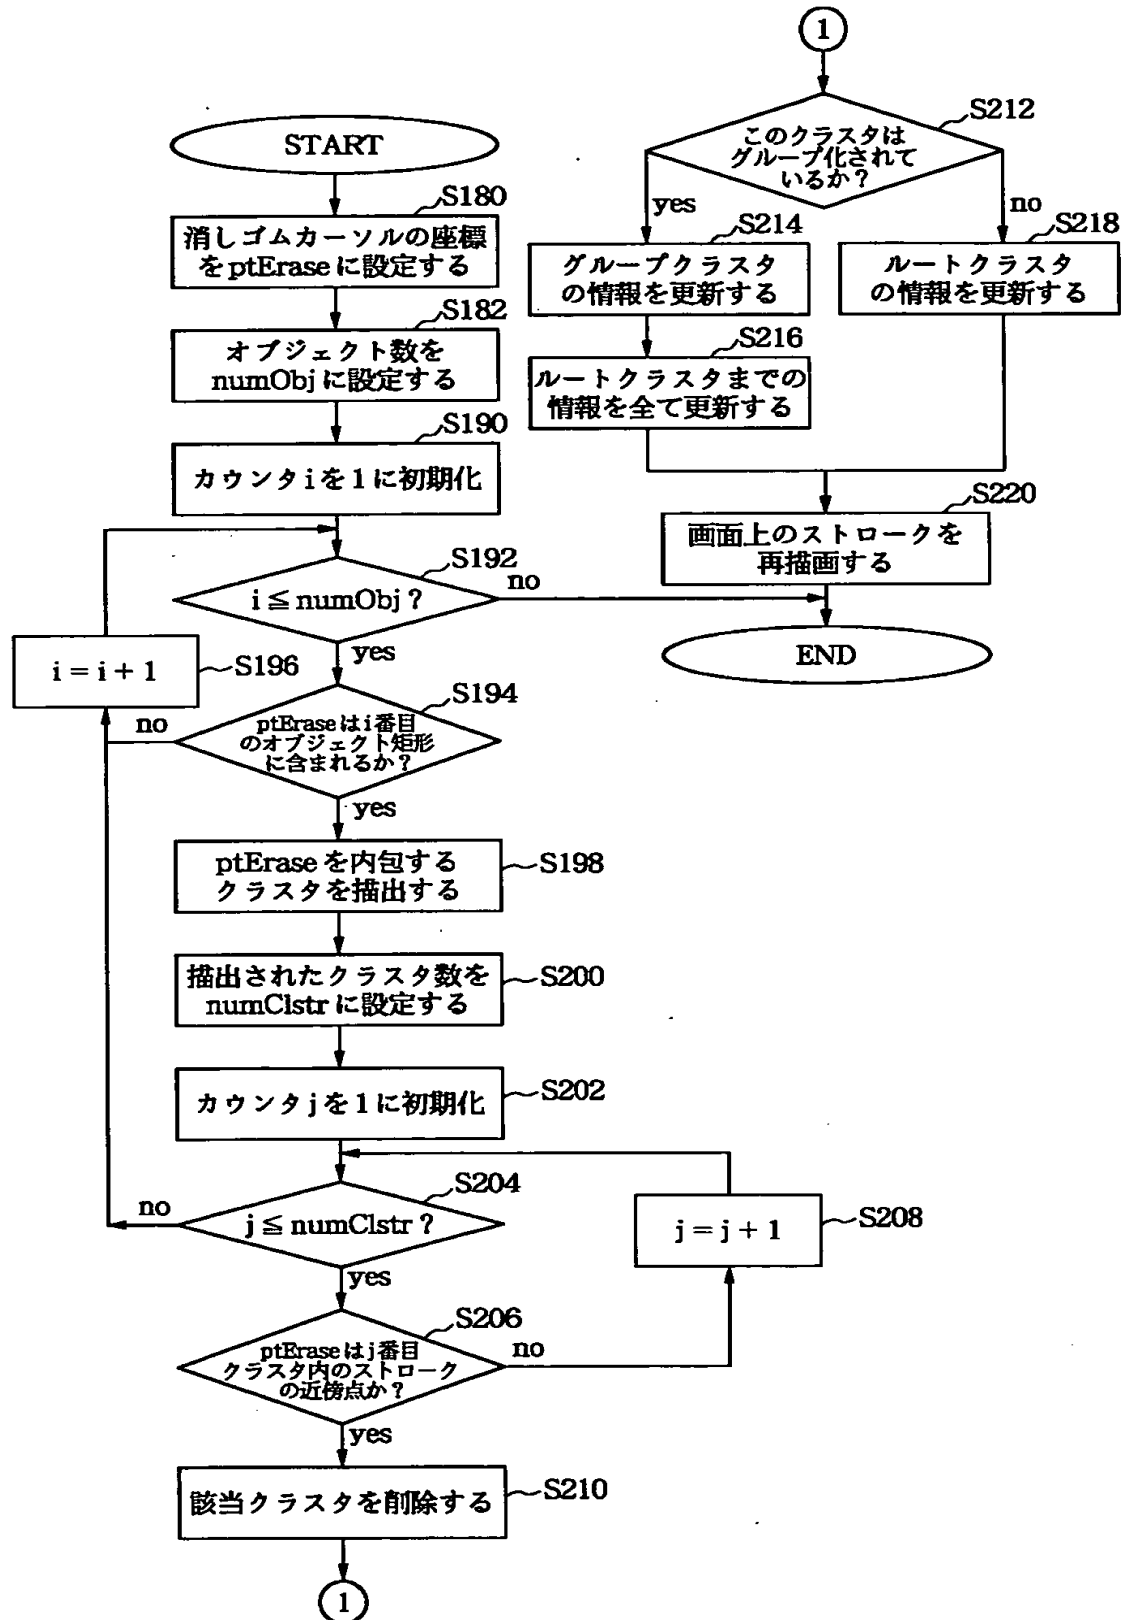 START
S180
消しゴムカーソルの座標
をptEraseに設定する
S182
オブジェクト数を
numObjに設定する
S190
カウンタiを1に初期化
S192
i≦numObj?
no
yes
S196
i=i+1
S194
ptEraseはi番目
のオブジェクト矩形
に含まれるか?
no
yes
S198
ptEraseを内包する
クラスタを描出する
S200
描出されたクラスタ数を
numClstrに設定する
S202
カウンタjを1に初期化
S204
j≦numClstr?
no
yes
S208
j=j+1
S206
ptEraseはj番目
クラスタ内のストローク
の近傍点か?
no
yes
S210
該当クラスタを削除する
1
1
S212
このクラスタは
グループ化されて
いるか?
yes
no
S214
グループクラスタ
の情報を更新する
S218
ルートクラスタ
の情報を更新する
S216
ルートクラスタまでの
情報を全て更新する
S220
画面上のストロークを
再描画する
END